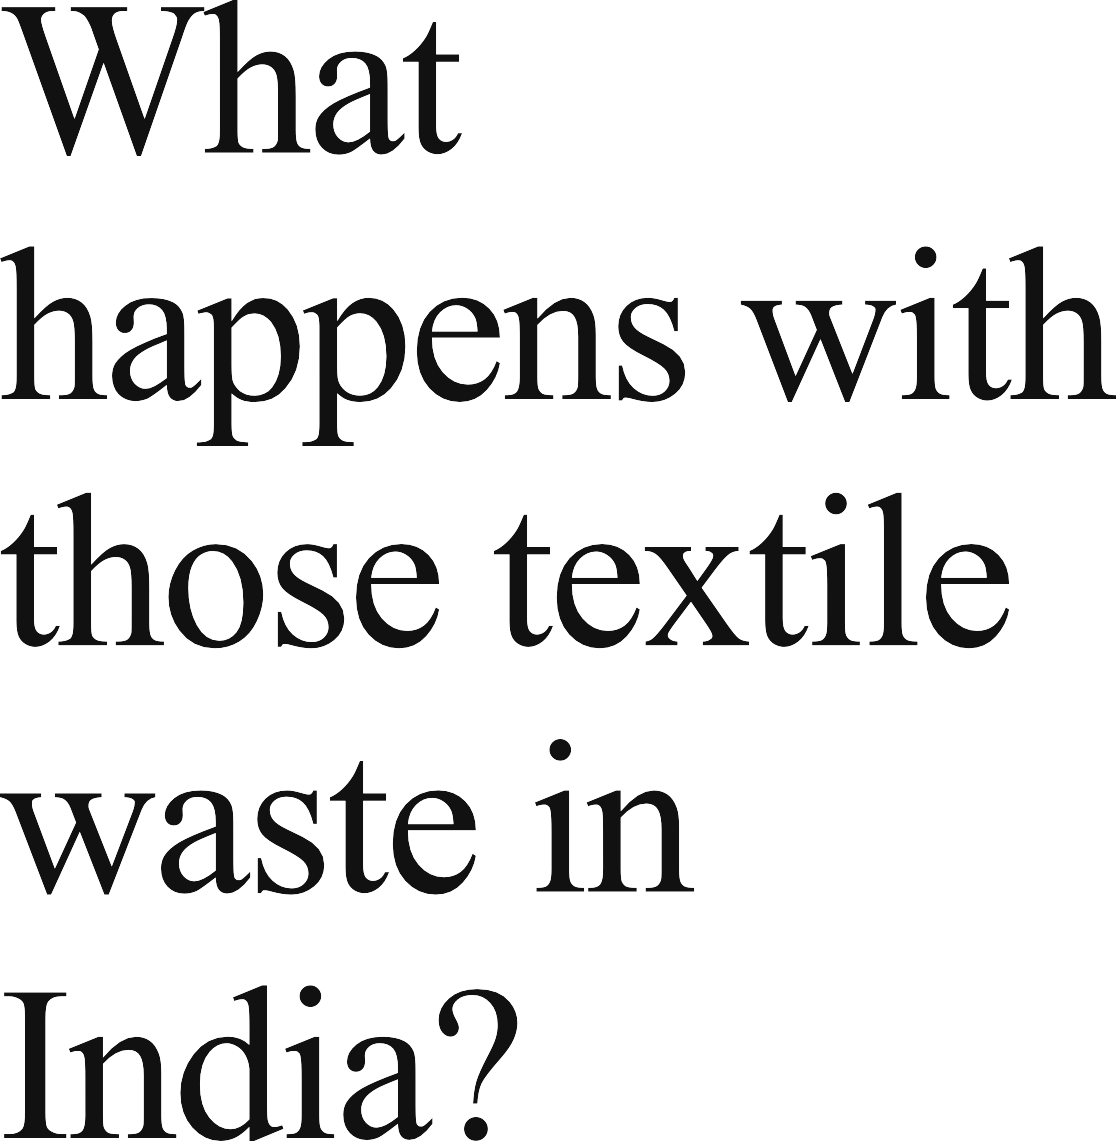 What
happens with
those textile
waste in
India?